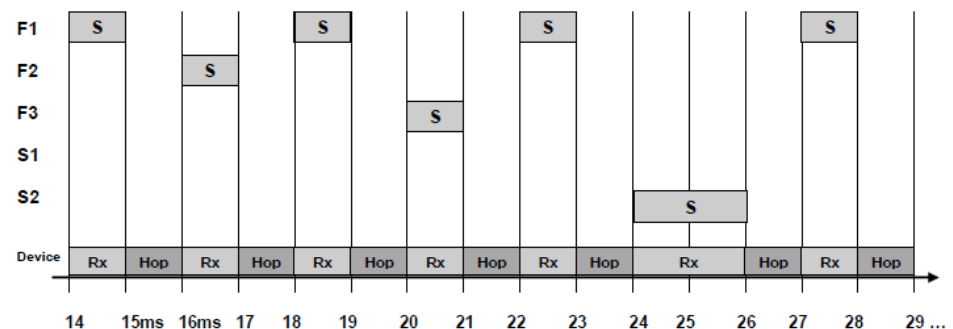 F1 S S S S
F2 S
F3 S
S1
S2 S
Device Rx Hop Rx Hop Rx Hop Rx Hop Rx Hop Rx Hop Rx Hop
14 15ms 16ms 17 18 19 20 21 22 23 24 25 26 27 28 29 ...